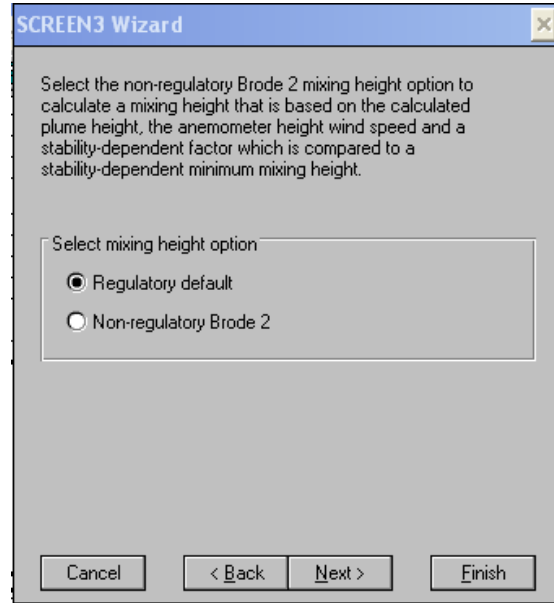 SCREEN3 Wizard
Select the non-regulatory Brode 2 mixing height option to
calculate a mixing height that is based on the calculated
plume height, the anemometer height wind speed and a
stability-dependent factor which is compared to a
stability-dependent minimum mixing height.
Select mixing height option
Regulatory default
Non-regulatory Brode 2
Cancel
< Back
Next >
Finish